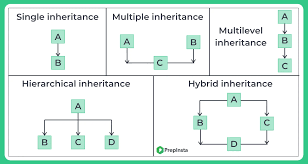 Single inheritance
A
B
Multiple inheritance
A
B
C
Multilevel
inheritance
A
B
C
Hierarchical inheritance
A
B
C
D
Hybrid inheritance
A
B
C
D
PrepInsta